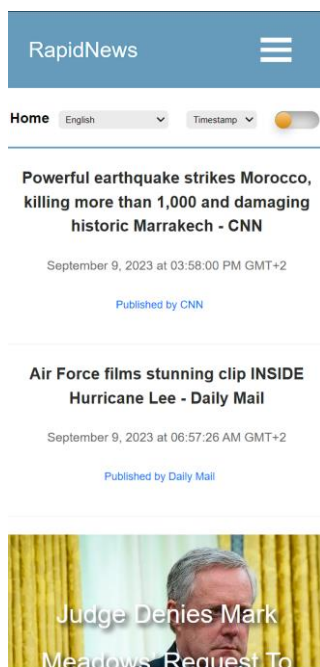 RapidNews
Home English Timestamp
Powerful earthquake strikes Morocco,
killing more than 1,000 and damaging
historic Marrakech - CNN
September 9, 2023 at 03:58:00 PM GMT+2
Published by CNN
Air Force films stunning clip INSIDE
Hurricane Lee - Daily Mail
September 9, 2023 at 06:57:26 AM GMT+2
Published by Daily Mail
Judge Denies Mark
Meadows' Request To